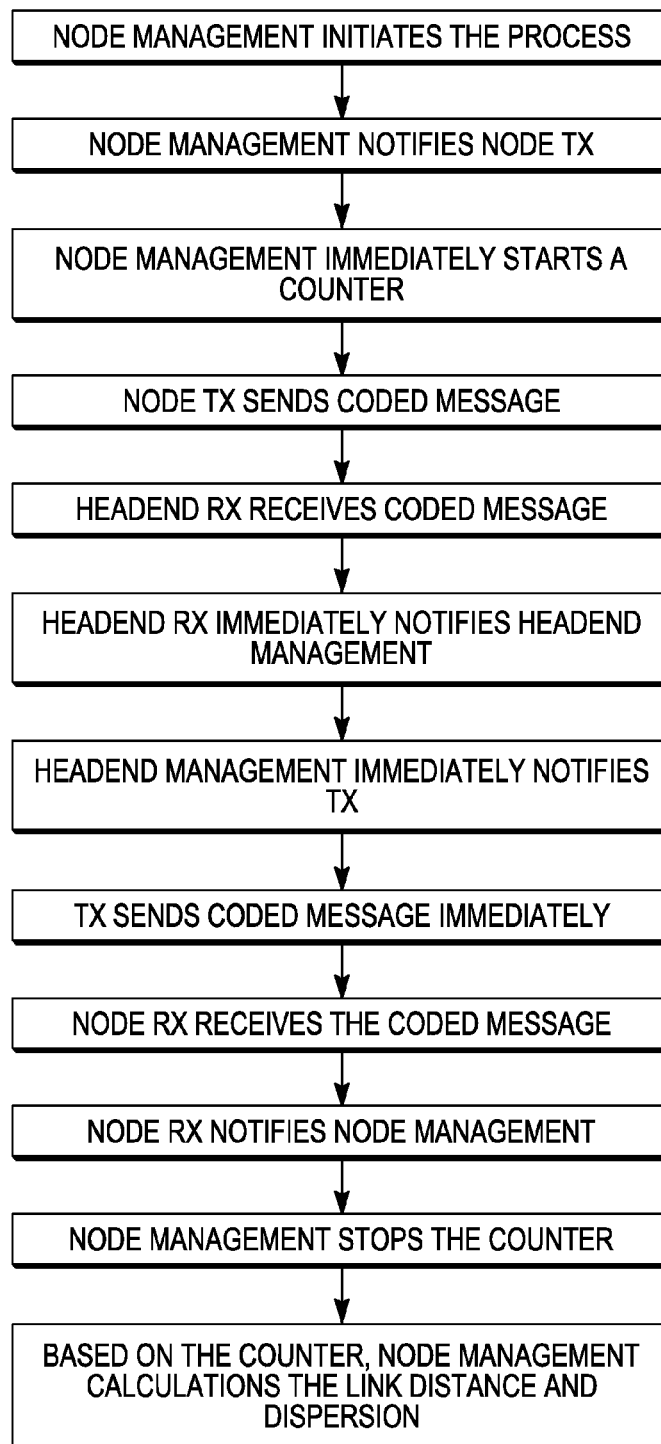 NODE MANAGEMENT INITIATES THE PROCESS
NODE MANAGEMENT NOTIFIES NODE TX
NODE MANAGEMENT IMMEDIATELY STARTS A
COUNTER
NODE TX SENDS CODED MESSAGE
HEADEND RX RECEIVES CODED MESSAGE
HEADEND RX IMMEDIATELY NOTIFIES HEADEND
MANAGEMENT
HEADEND MANAGEMENT IMMEDIATELY NOTIFIES
TX
TX SENDS CODED MESSAGE IMMEDIATELY
NODE RX RECEIVES THE CODED MESSAGE
NODE RX NOTIFIES NODE MANAGEMENT
NODE MANAGEMENT STOPS THE COUNTER
BASED ON THE COUNTER, NODE MANAGEMENT
CALCULATIONS THE LINK DISTANCE AND
DISPERSION